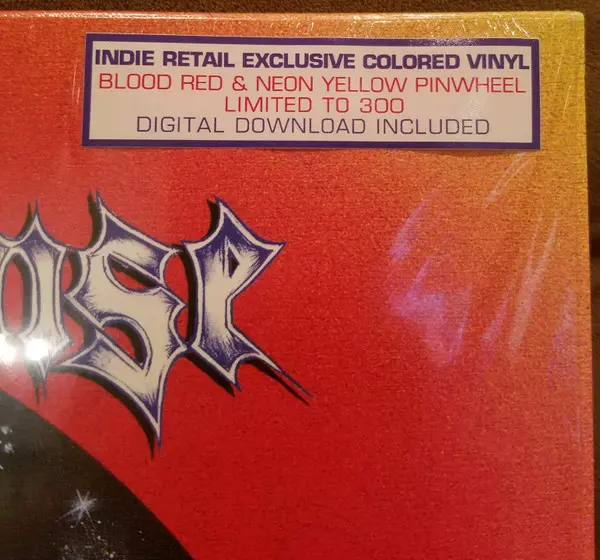 INDIE RETAIL EXCLUSIVE COLORED VINYL
BLOOD RED & NEON YELLOW PINWHEEL
LIMITED TO 300
DIGITAL DOWNLOAD INCLUDED